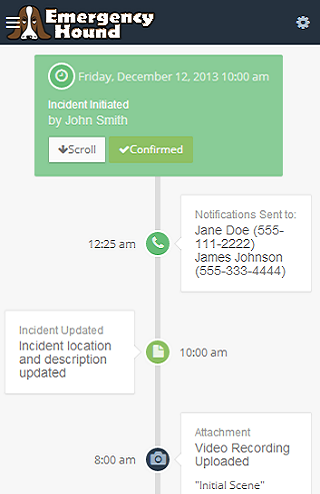 Emergency
Hound
Friday, December 12, 2013 10:00 am
Incident Initiated
by John Smith
Scroll
Confirmed
Notifications Sent to:
Jane Doe (555-
111-2222)
James Johnson
(555-333-4444)
12:25 am
Incident Updated
Incident location
and description
updated
10:00 am
Attachment
Video Recording
Uploaded
"Initial Scene"
8:00 am